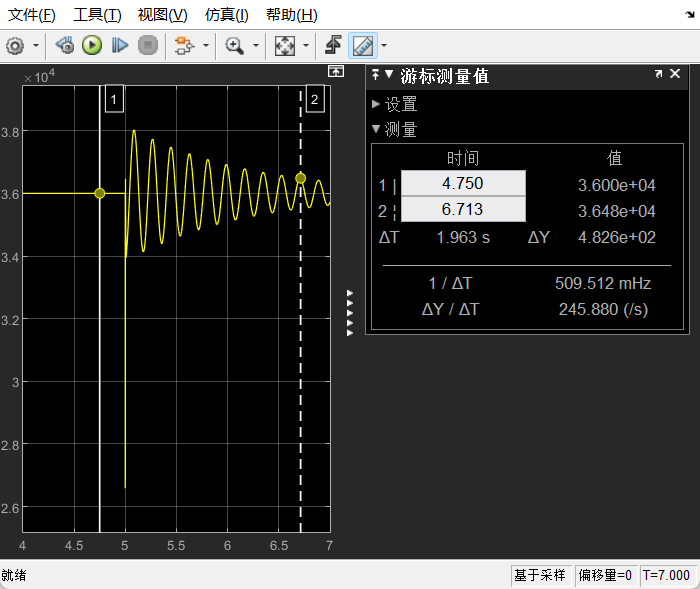 文件(F) 工具(T) 视图(V) 仿真(I) 帮助(H)
×10⁴
1
2
3.8
3.6
3.4
3.2
3
2.8
2.6
4 4.5 5 5.5 6 6.5 7
游标测量值
设置
测量
时间 值
1 | 4.750 3.600e+04
2 ¦ 6.713 3.648e+04
ΔT 1.963 s ΔY 4.826e+02
1 / ΔT 509.512 mHz
ΔY / ΔT 245.880 (/s)
就绪 基于采样 偏移量=0 T=7.000